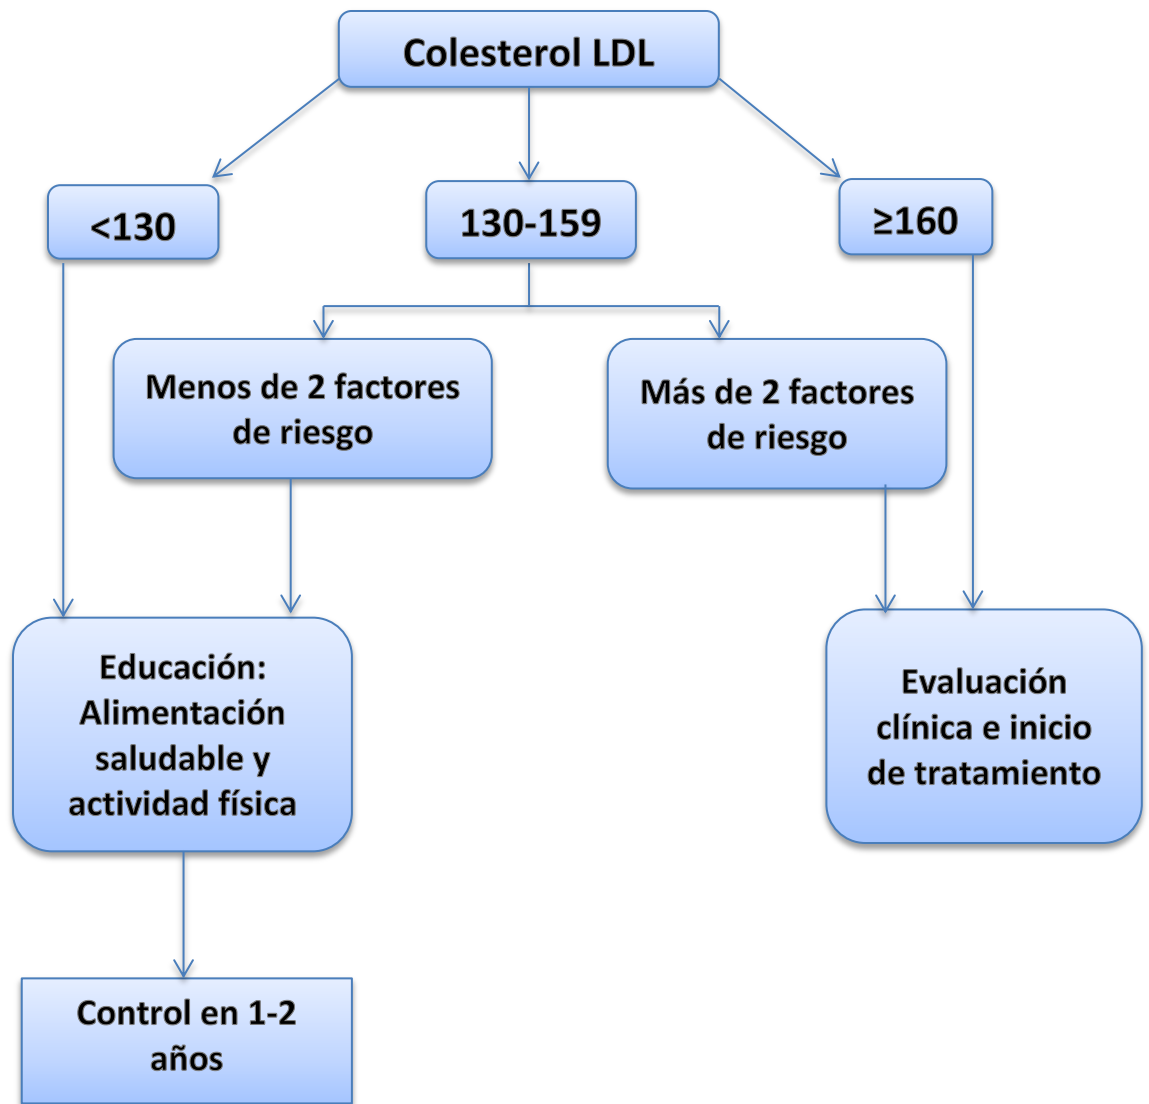 Colesterol LDL
<130
130-159
≥160
Menos de 2 factores
de riesgo
Más de 2 factores
de riesgo
Educación:
Alimentación
saludable y
actividad física
Evaluación
clínica e inicio
de tratamiento
Control en 1-2
años